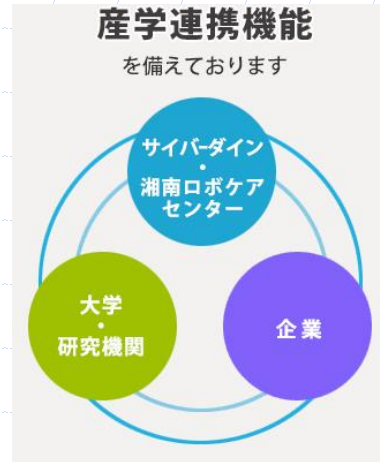 産学連携機能
を備えております
サイバーダイン
・
湘南ロボケア
センター
大学
・
研究機関
企業